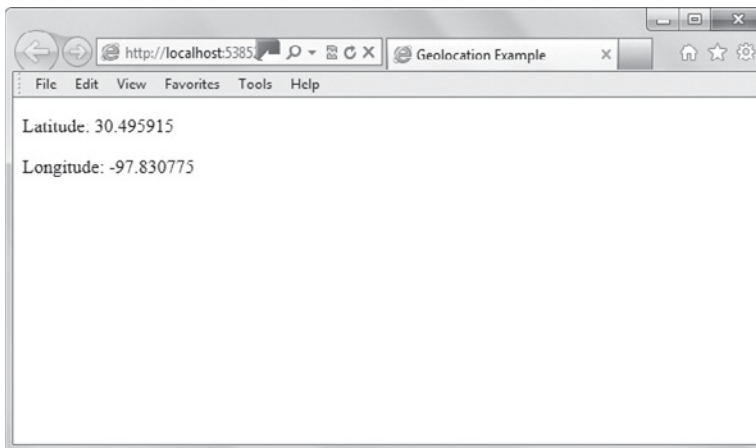 http://localhost:5385
Geolocation Example
File Edit View Favorites Tools Help
Latitude: 30.495915
Longitude: -97.830775